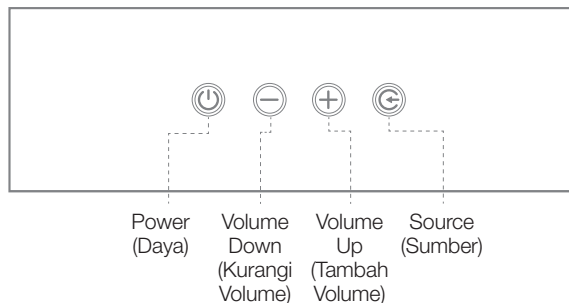 Power
(Daya)
Volume
Down
(Kurangi
Volume)
Volume
Up
(Tambah
Volume)
Source
(Sumber)